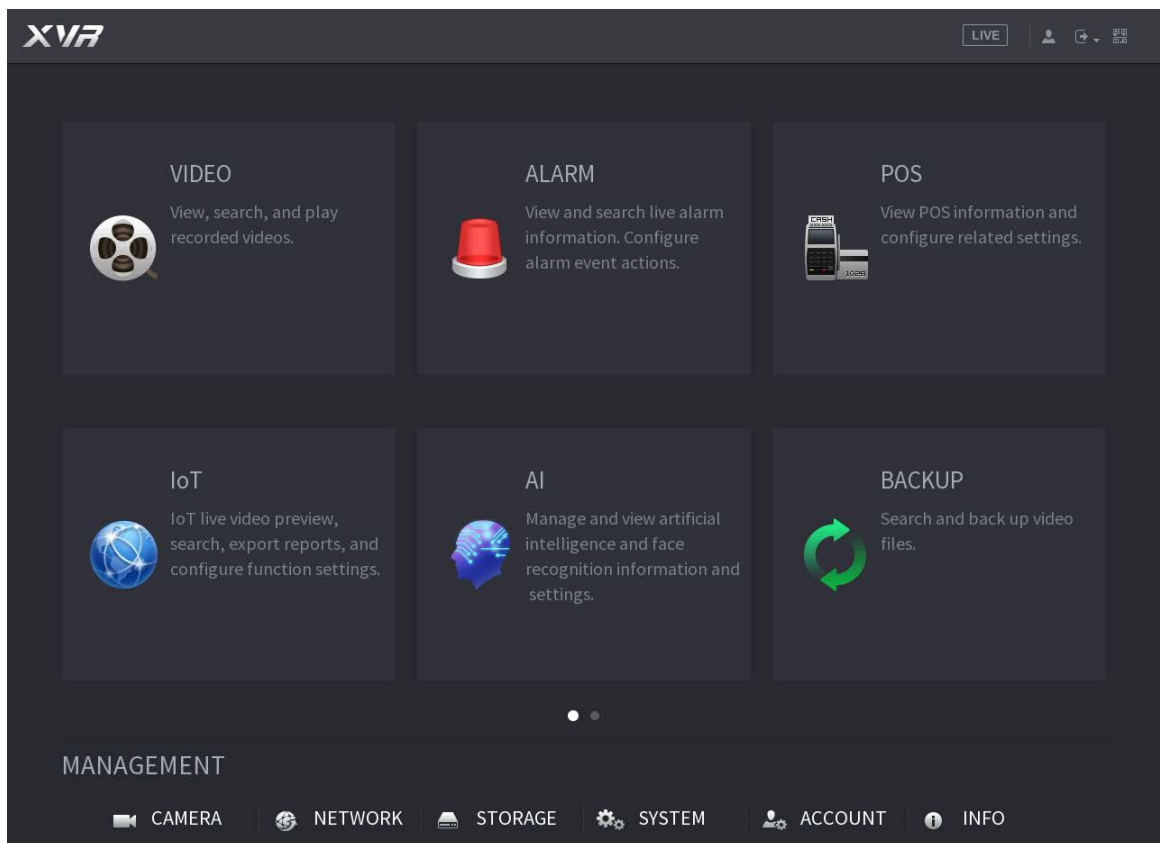 XVR
LIVE
VIDEO
View, search, and play
recorded videos.
ALARM
View and search live alarm
information. Configure
alarm event actions.
POS
View POS information and
configure related settings.
CASH
1028
IoT
IoT live video preview,
search, export reports, and
configure function settings.
AI
Manage and view artificial
intelligence and face
recognition information and
settings.
BACKUP
Search and back up video
files.
MANAGEMENT
CAMERA
NETWORK
STORAGE
SYSTEM
ACCOUNT
INFO